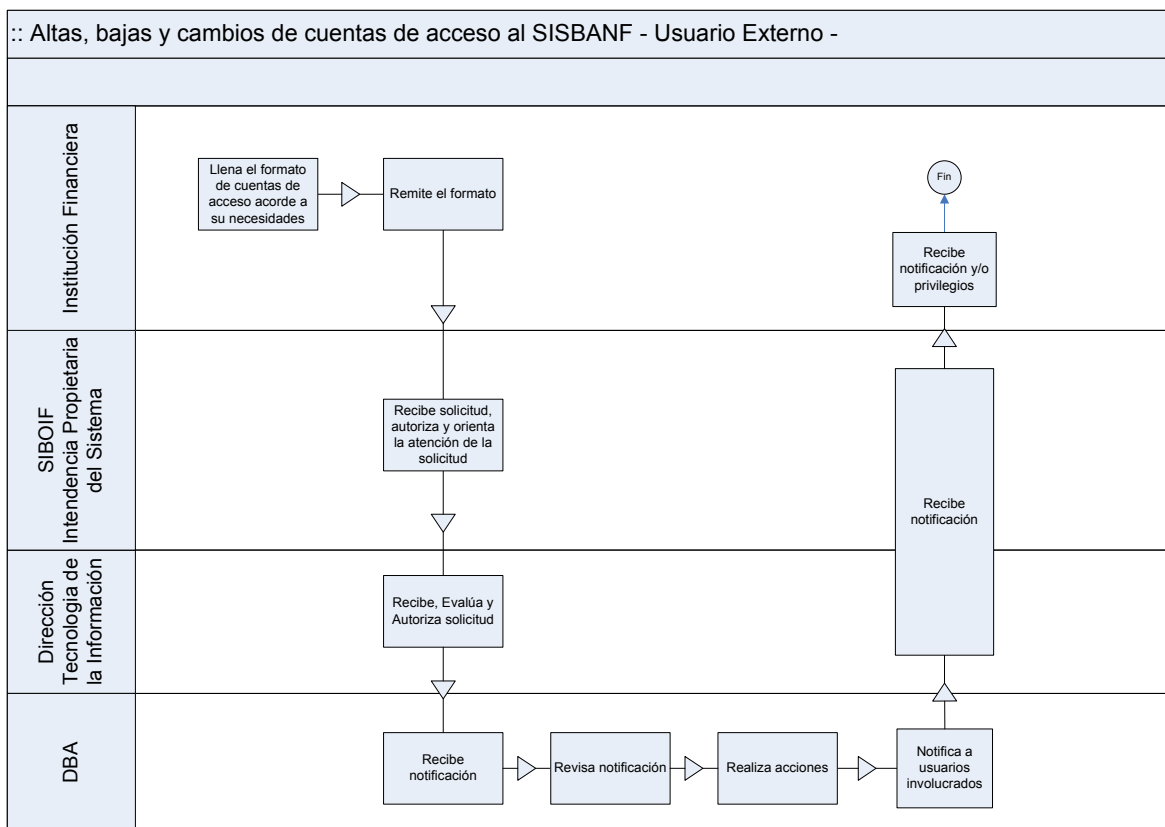 :: Altas, bajas y cambios de cuentas de acceso al SISBANF - Usuario Externo -
Institución Financiera
Llena el formato
de cuentas de
acceso acorde a
su necesidades
Remite el formato
Fin
Recibe
notificación y/o
privilegios
SIBOIF
Intendencia Propietaria
del Sistema
Recibe solicitud,
autoriza y orienta
la atención de la
solicitud
Recibe
notificación
Dirección
Tecnologia de
la Información
Recibe, Evalúa y
Autoriza solicitud
DBA
Recibe
notificación
Revisa notificación
Realiza acciones
Notifica a
usuarios
involucrados